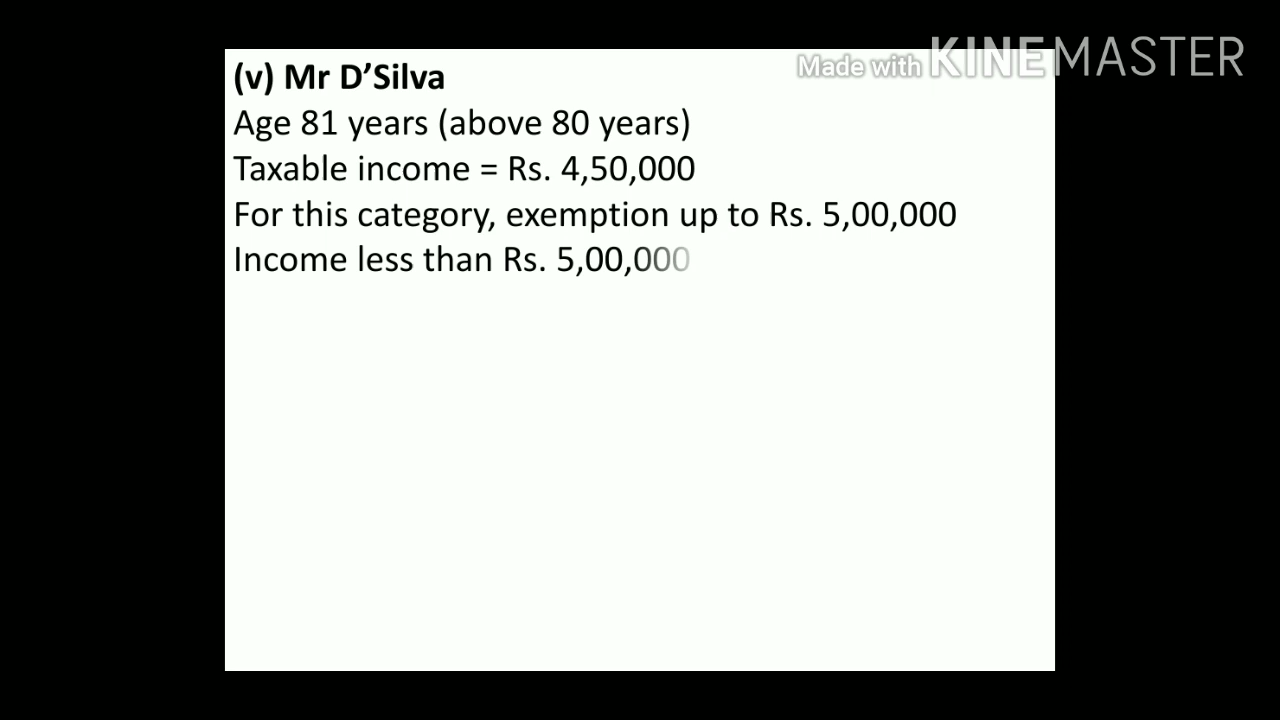 Made with KINEMASTER
(v) Mr D’Silva
Age 81 years (above 80 years)
Taxable income = Rs. 4,50,000
For this category, exemption up to Rs. 5,00,000
Income less than Rs. 5,00,000